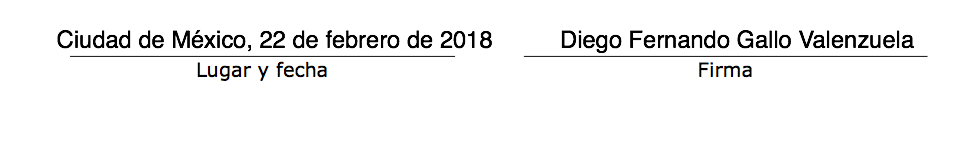 Ciudad de México, 22 de febrero de 2018 Diego Fernando Gallo Valenzuela
Lugar y fecha Firma